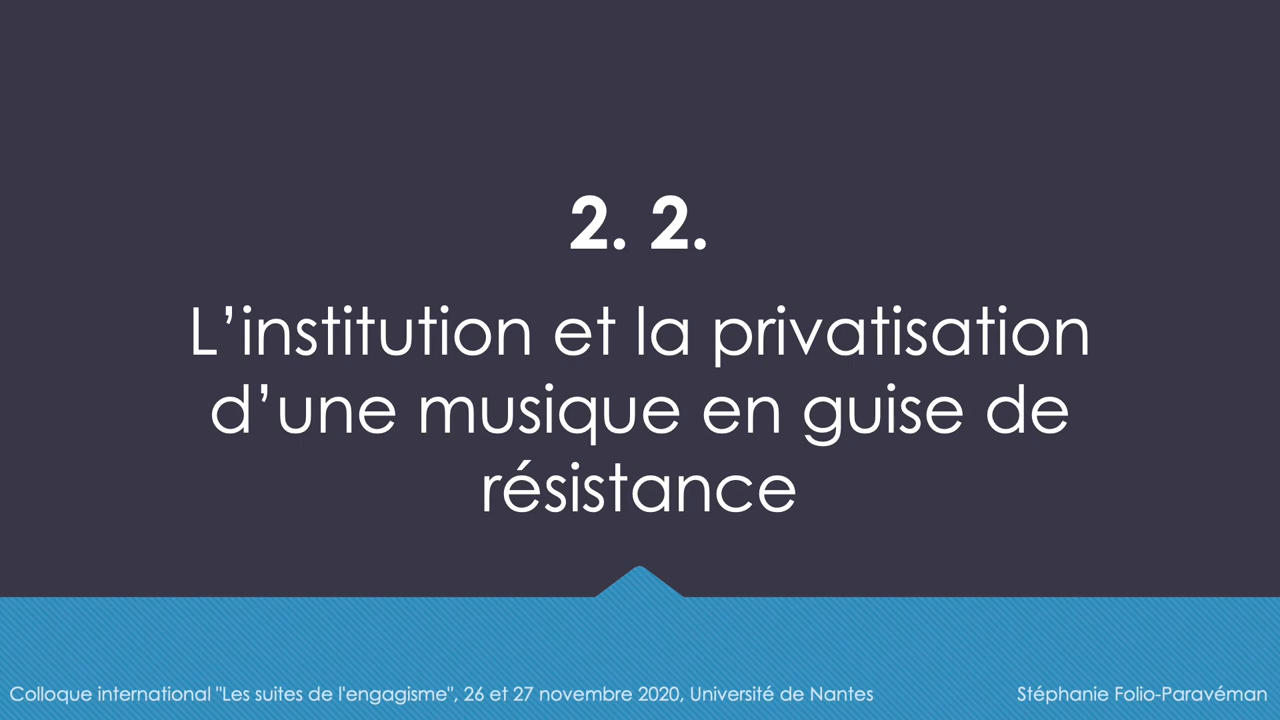 2. 2.
L’institution et la privatisation
d’une musique en guise de
résistance
Colloque international "Les suites de l'engagisme", 26 et 27 novembre 2020, Université de Nantes
Stéphanie Folio-Paravéman